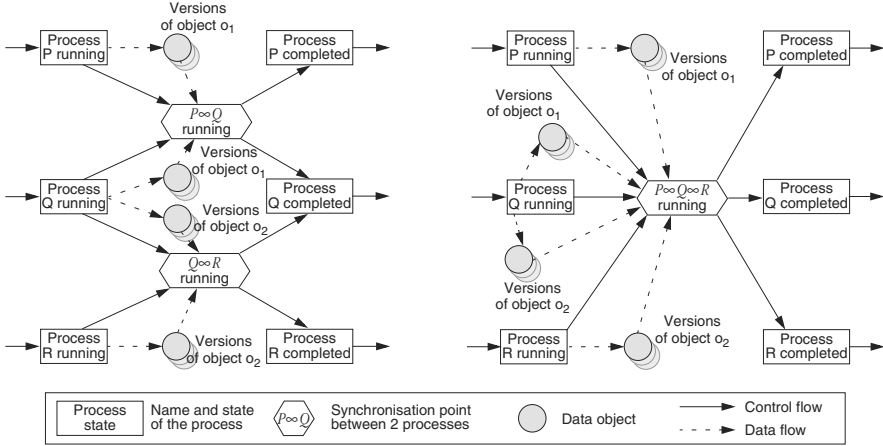 Versions
of object o₁
Process
P running
Process
P completed
P∞Q
running
Versions
of object o₁
Process
Q running
Process
Q completed
Versions
of object o₂
Q∞R
running
Process
R running
Versions
of object o₂
Process
R completed
Process
P running
Versions
of object o₁
Process
P completed
Versions
of object o₁
Process
Q running
P∞Q∞R
running
Process
Q completed
Versions
of object o₂
Process
R running
Versions
of object o₂
Process
R completed
Process
state
Name and state
of the process
P∞Q
Synchronisation point
between 2 processes
Data object
Control flow
Data flow